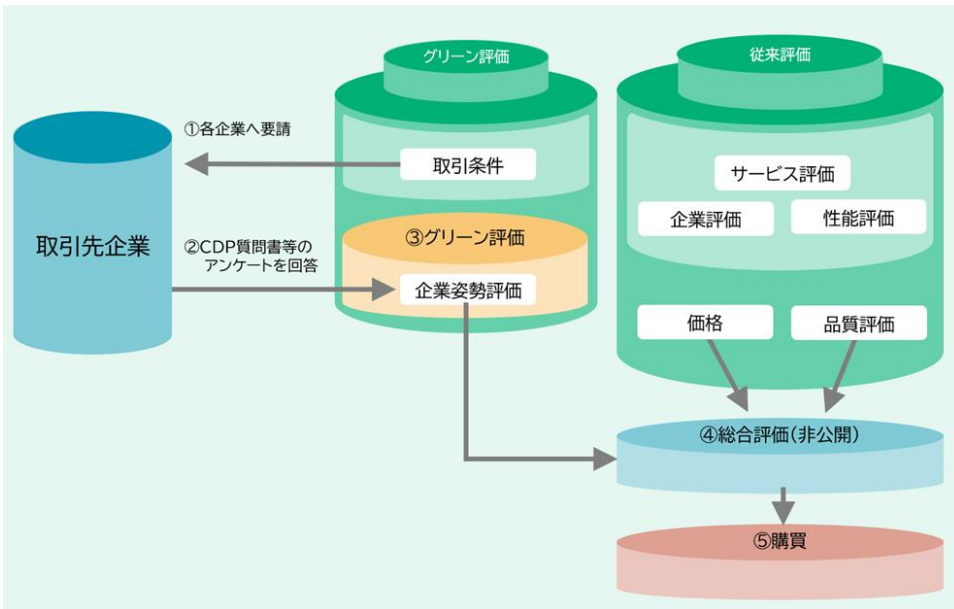 グリーン評価
従来評価
①各企業へ要請
取引条件
サービス評価
企業評価
性能評価
取引先企業
②CDP質問書等の
アンケートを回答
③グリーン評価
企業姿勢評価
価格
品質評価
④総合評価(非公開)
⑤購買